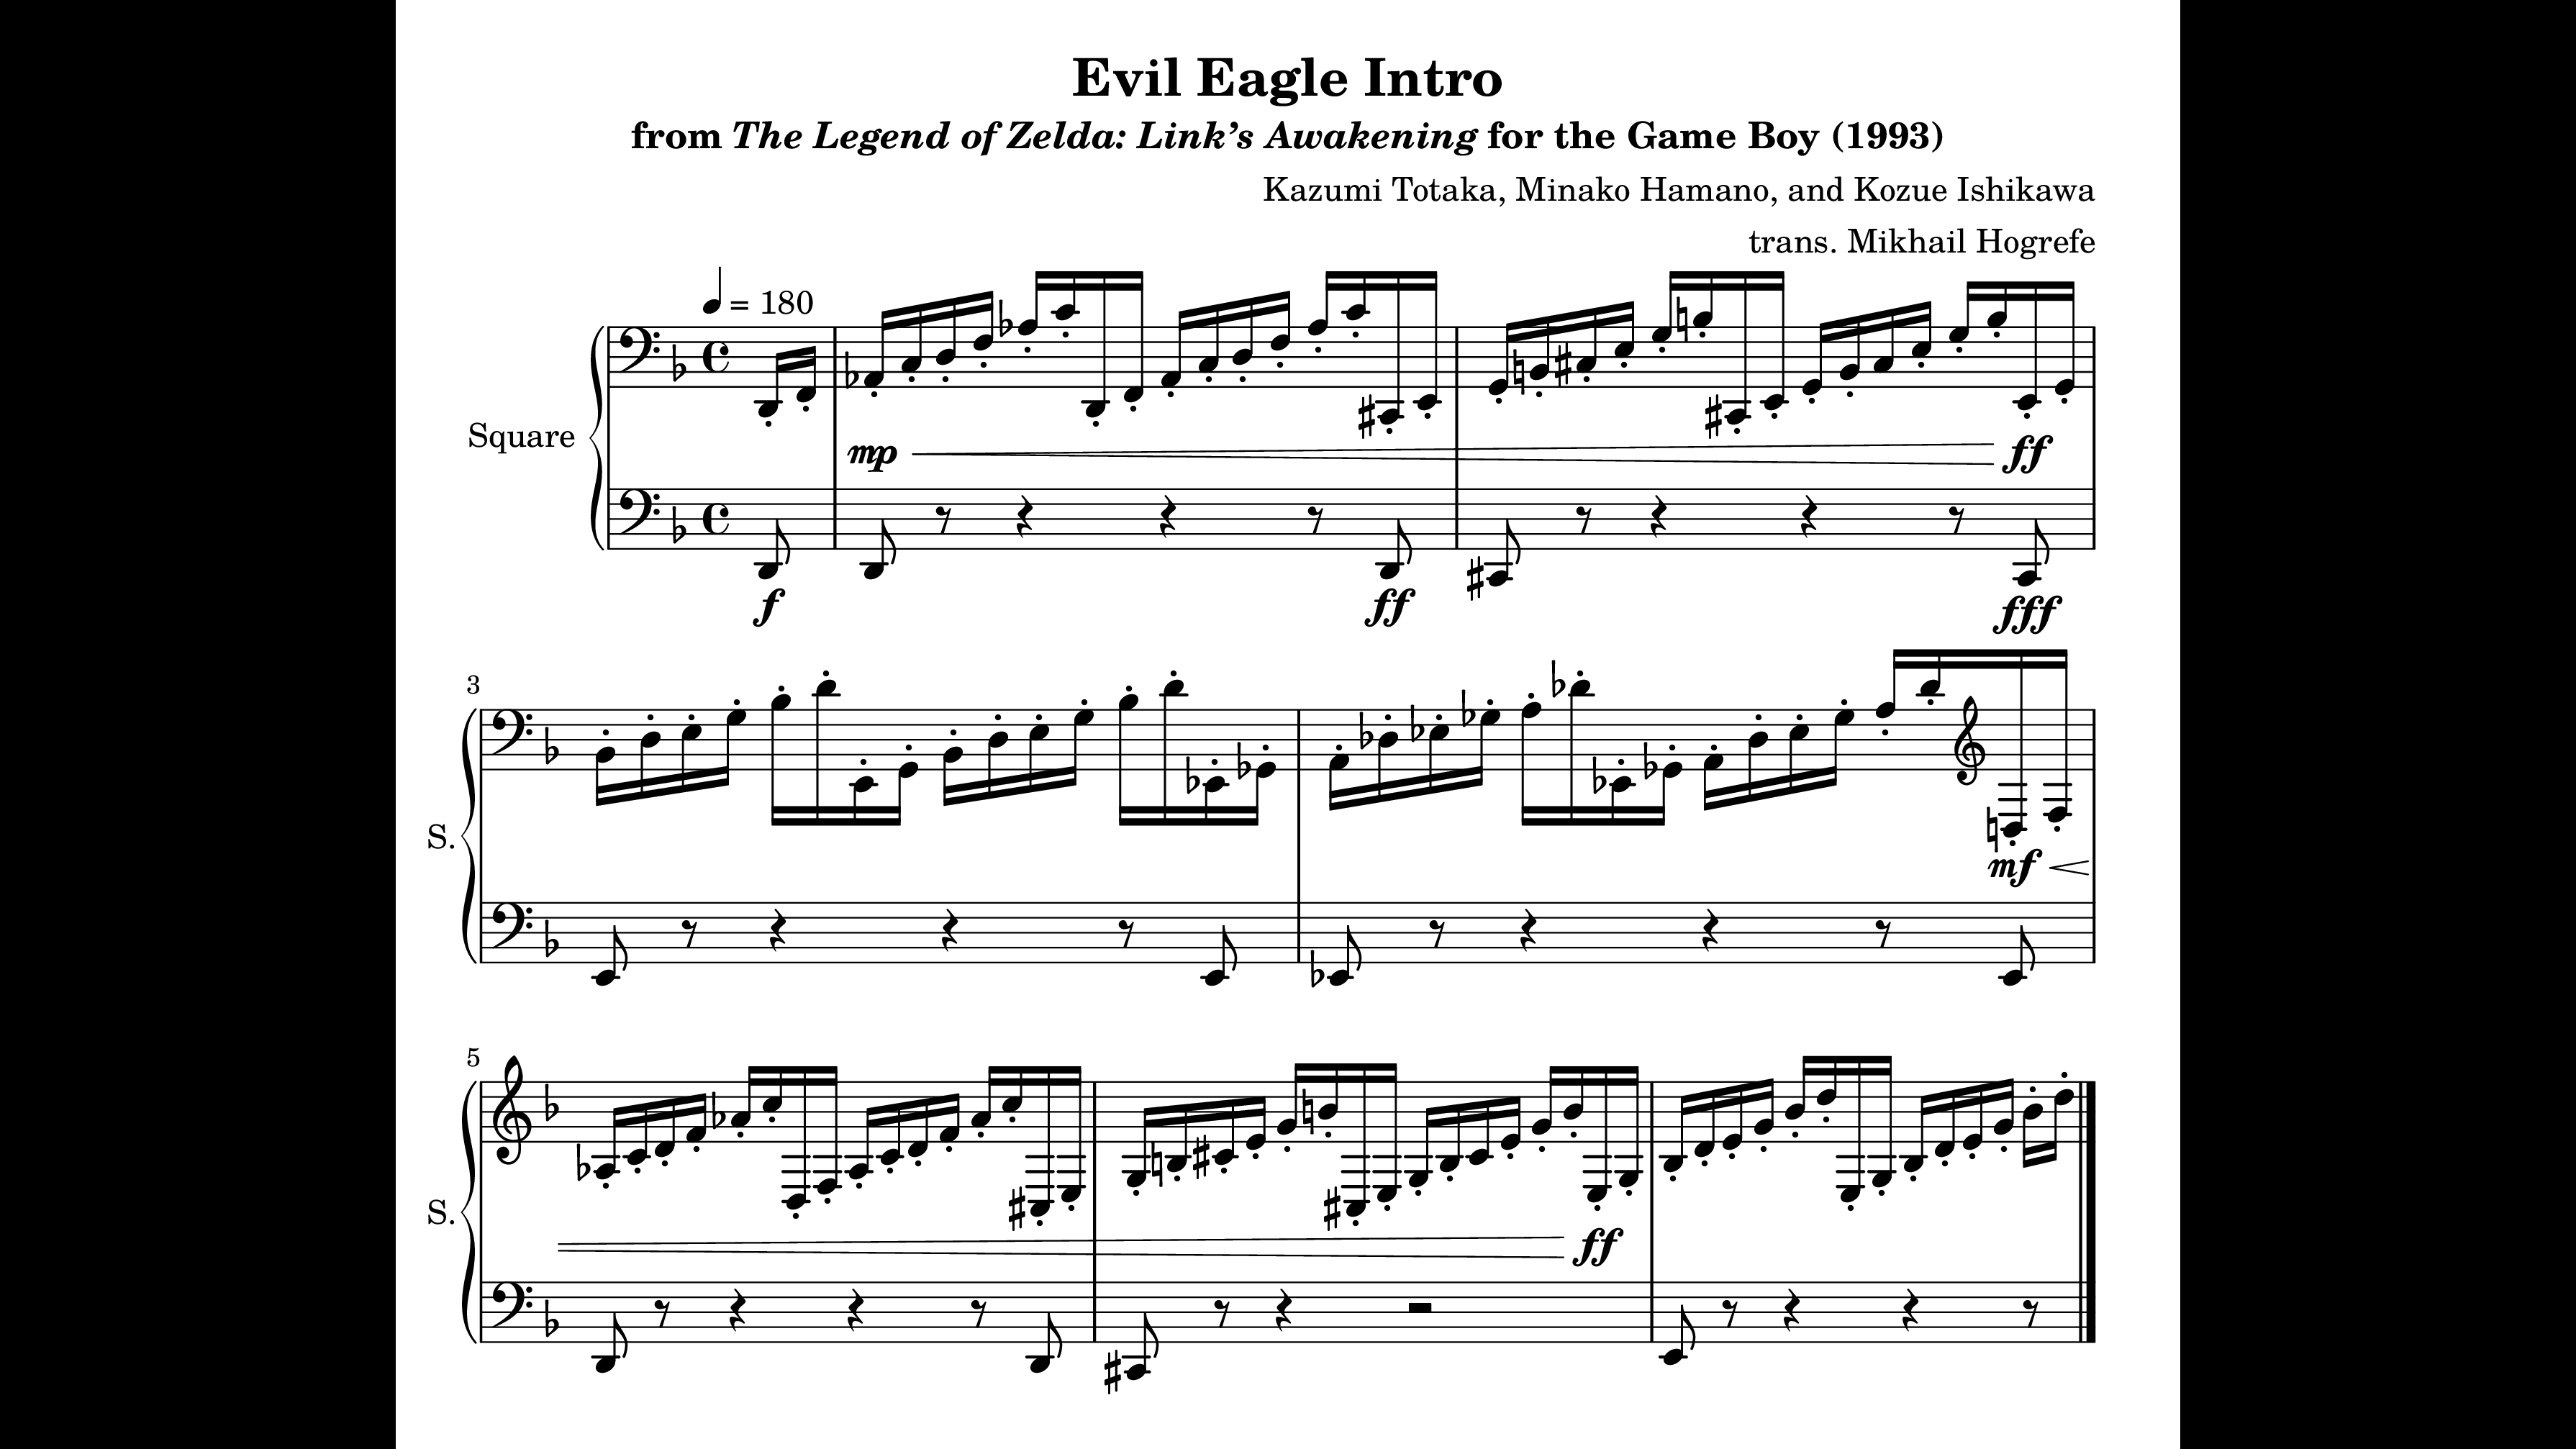 Evil Eagle Intro
from The Legend of Zelda: Link’s Awakening for the Game Boy (1993)
Kazumi Totaka, Minako Hamano, and Kozue Ishikawa
trans. Mikhail Hogrefe
= 180
Square
mp ff
f ff fff
3
S.
mf
5
S.
ff